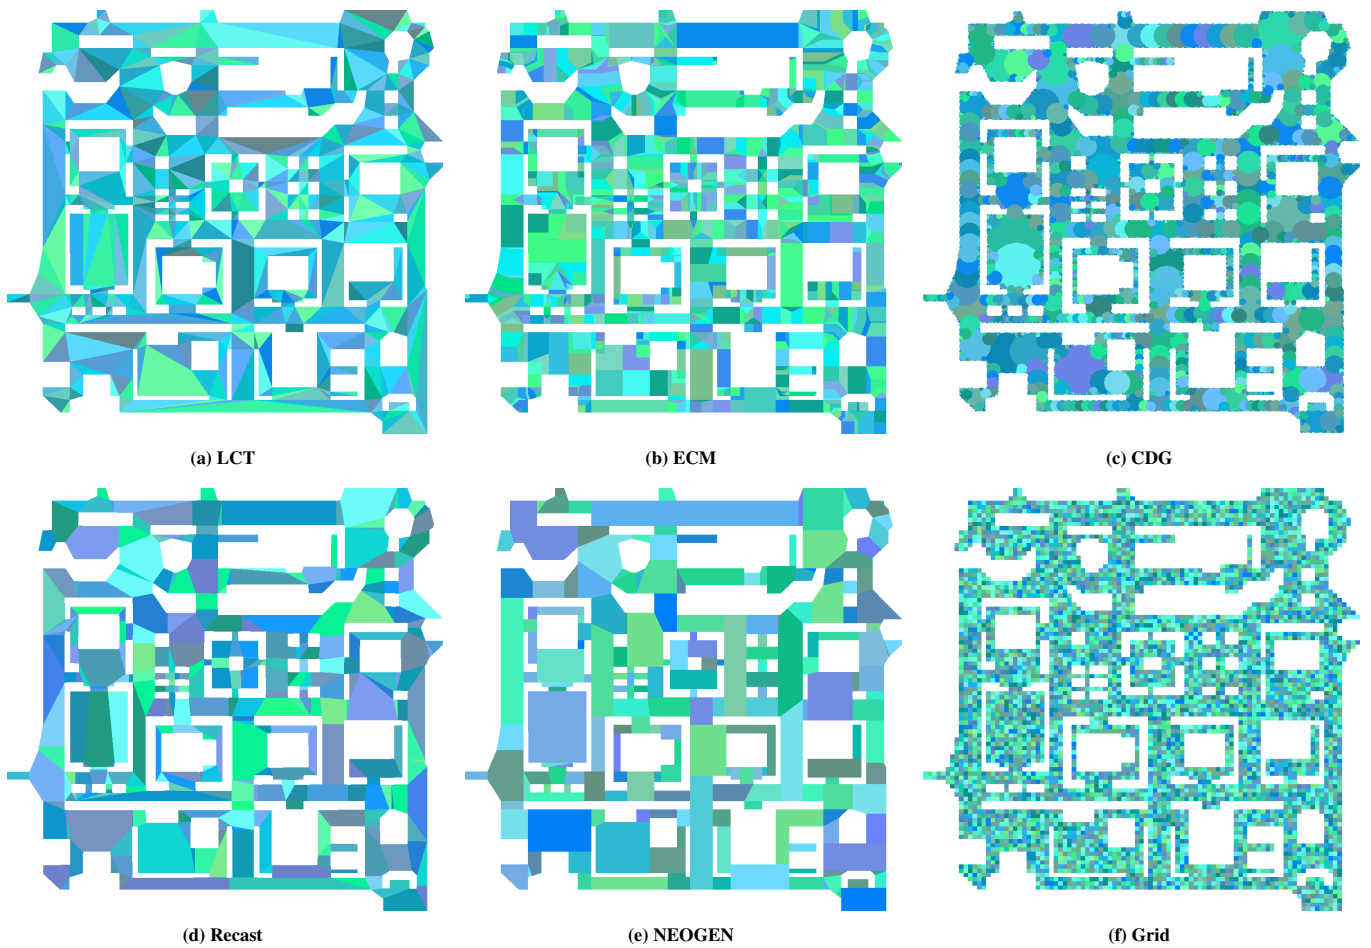 (a) LCT
(b) ECM
(c) CDG
(d) Recast
(e) NEOGEN
(f) Grid